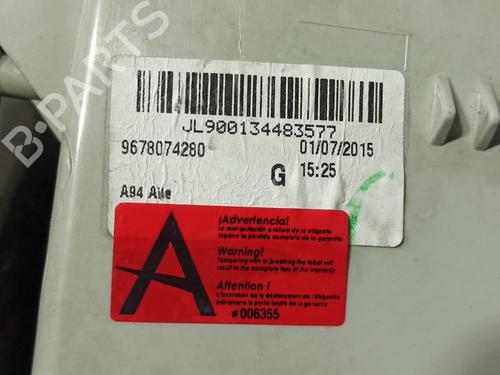 B-PARTS
JL900134483577
9678074280 01/07/2015
G 15:25
A94 Aile
¡Advertencia!
La manipulación o rotura de la etiqueta
supone la pérdida completa de la garantía
Warning!
Tampering with or breaking the label will
result in the complete loss of the warranty
Attention !
L'altération ou le déchirement de l'étiquette
entraînera la perte totale de la garantie
A
#006355